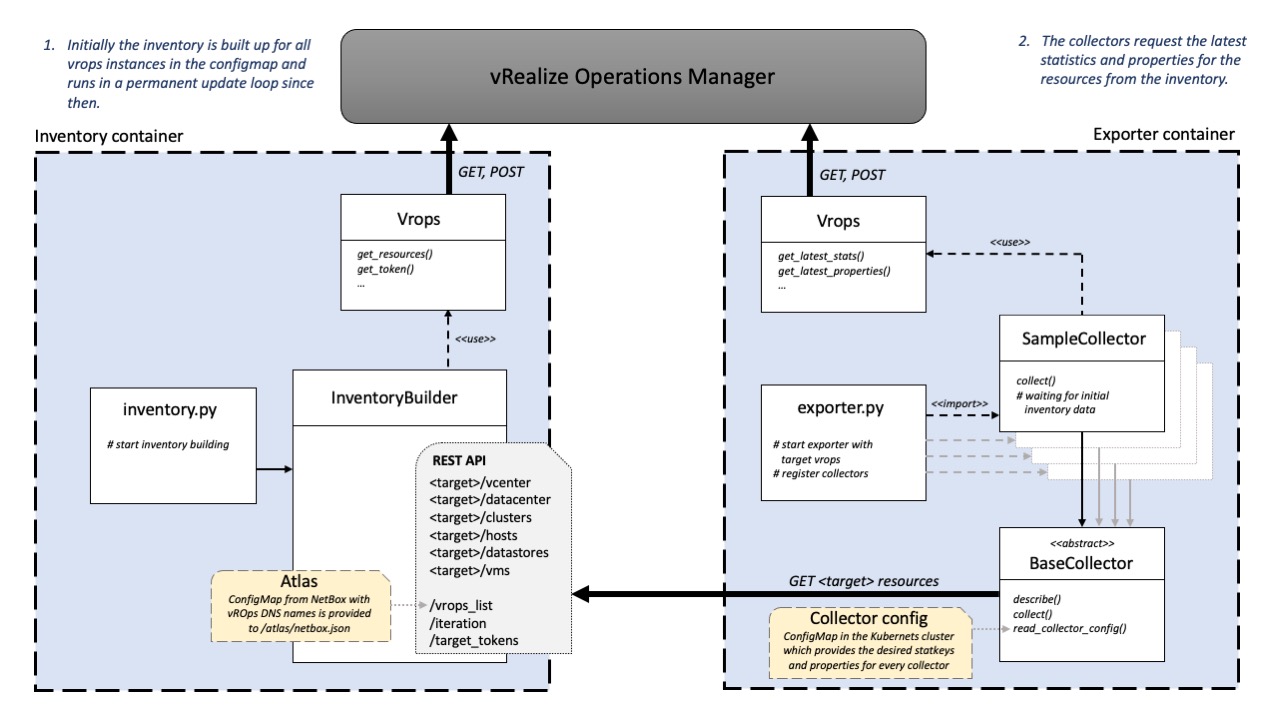 1. Initially the inventory is built up for all
vrops instances in the configmap and
runs in a permanent update loop since
then.
vRealize Operations Manager
2. The collectors request the latest
statistics and properties for the
resources from the inventory.
Inventory container
GET, POST
Vrops
get_resources()
get_token()
...
<<use>>
inventory.py
# start inventory building
InventoryBuilder
REST API
<target>/vcenter
<target>/datacenter
<target>/clusters
<target>/hosts
<target>/datastores
<target>/vms
/vrops_list
/iteration
/target_tokens
Atlas
ConfigMap from NetBox with
vROps DNS names is provided
to /atlas/netbox.json
Exporter container
GET, POST
Vrops
get_latest_stats()
get_latest_properties()
...
<<use>>
SampleCollector
collect()
# waiting for initial
inventory data
exporter.py
# start exporter with
target vrops
# register collectors
<<import>>
<<abstract>>
BaseCollector
describe()
collect()
read_collector_config()
GET <target> resources
Collector config
ConfigMap in the Kubernets cluster
which provides the desired statkeys
and properties for every collector